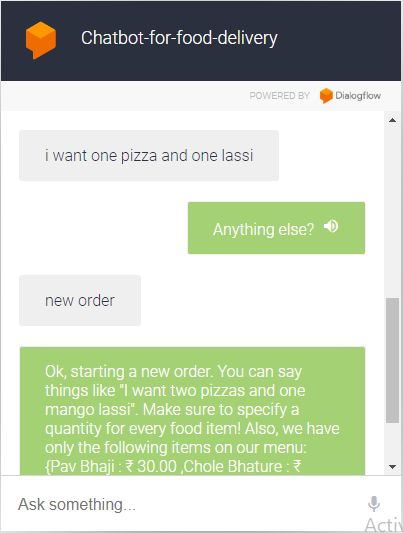 Chatbot-for-food-delivery
POWERED BY Dialogflow
i want one pizza and one lassi
Anything else?
new order
Ok, starting a new order. You can say
things like "I want two pizzas and one
mango lassi". Make sure to specify a
quantity for every food item! Also, we have
only the following items on our menu:
{Pav Bhaji : ₹ 30.00 ,Chole Bhature : ₹
Ask something...
Activ